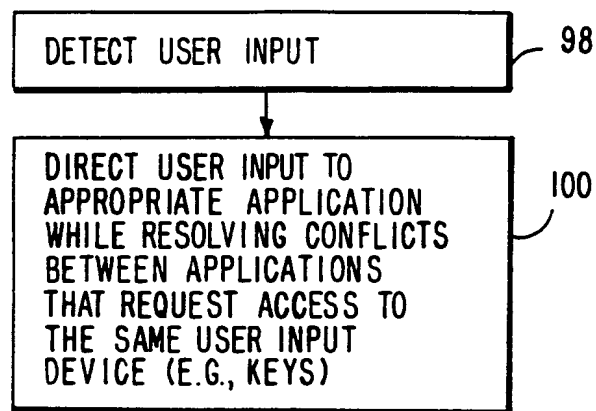 DETECT USER INPUT
98
DIRECT USER INPUT TO
APPROPRIATE APPLICATION
WHILE RESOLVING CONFLICTS
BETWEEN APPLICATIONS
THAT REQUEST ACCESS TO
THE SAME USER INPUT
DEVICE (E.G., KEYS)
100